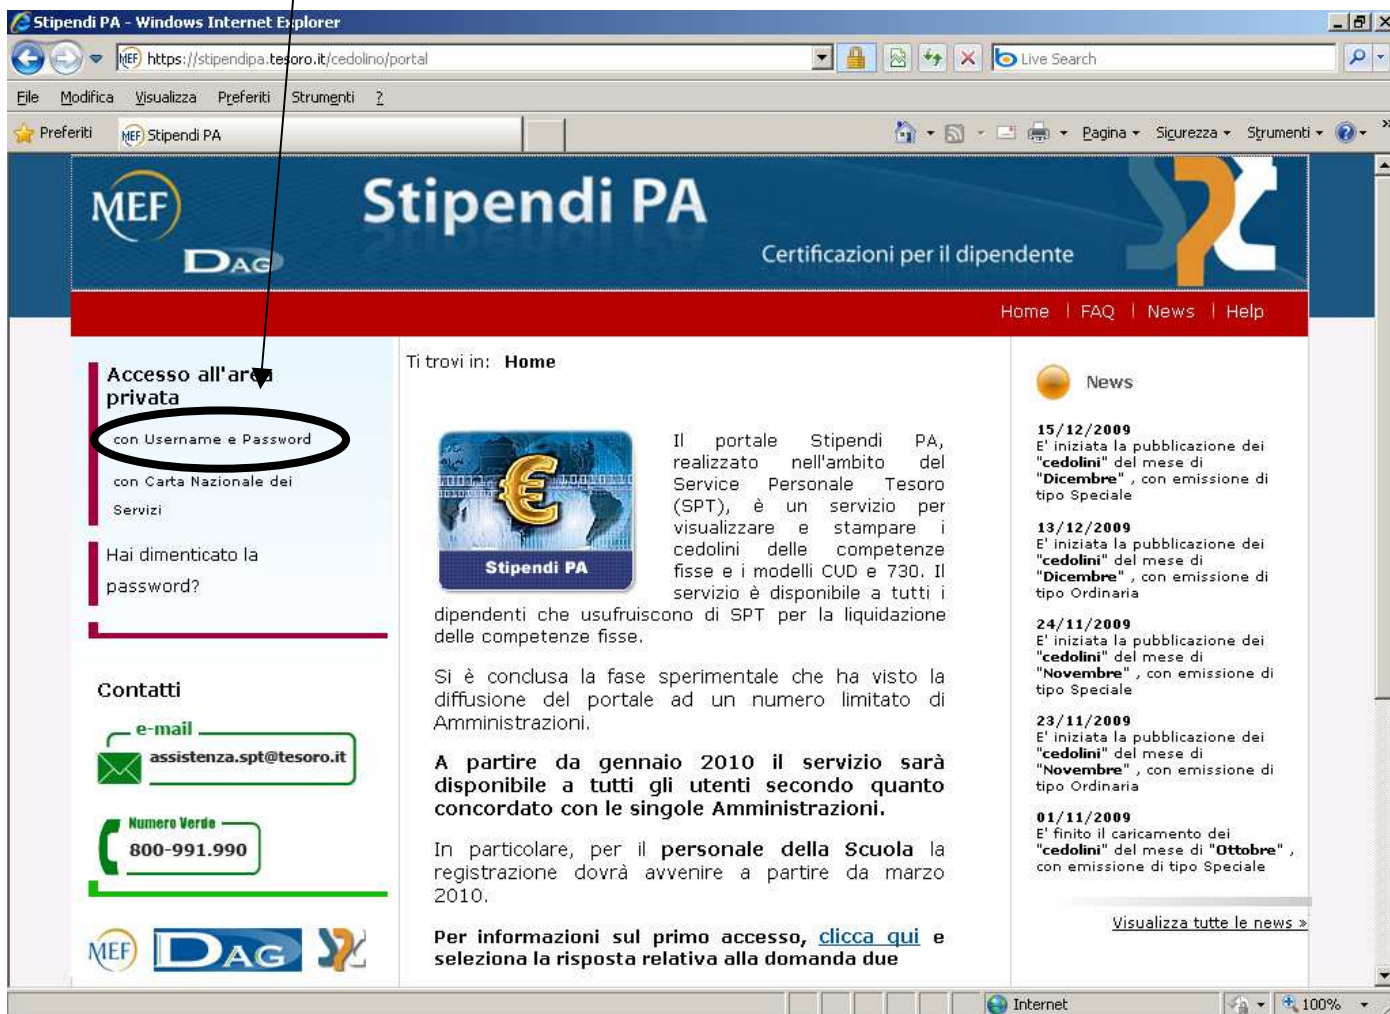 Stipendi PA - Windows Internet Explorer
https://stipendipa.tesoro.it/cedolino/portal
Live Search
File Modifica Visualizza Preferiti Strumenti ?
Preferiti
MEF Stipendi PA
Pagina Sicurezza Strumenti
MEF
DAG
Stipendi PA
Certificazioni per il dipendente
Home | FAQ | News | Help
Accesso all'area
privata
con Username e Password
con Carta Nazionale dei
Servizi
Hai dimenticato la
password?
Contatti
e-mail
assistenza.spt@tesoro.it
Numero Verde
800-991.990
MEF DAG
Ti trovi in: Home
Stipendi PA
Il portale Stipendi PA,
realizzato nell'ambito del
Service Personale Tesoro
(SPT), è un servizio per
visualizzare e stampare i
cedolini delle competenze
fisse e i modelli CUD e 730. Il
servizio è disponibile a tutti i
dipendenti che usufruiscono di SPT per la liquidazione
delle competenze fisse.
Si è conclusa la fase sperimentale che ha visto la
diffusione del portale ad un numero limitato di
Amministrazioni.
A partire da gennaio 2010 il servizio sarà
disponibile a tutti gli utenti secondo quanto
concordato con le singole Amministrazioni.
In particolare, per il personale della Scuola la
registrazione dovrà avvenire a partire da marzo
2010.
Per informazioni sul primo accesso, clicca qui e
seleziona la risposta relativa alla domanda due
News
15/12/2009
E' iniziata la pubblicazione dei
"cedolini" del mese di
"Dicembre" , con emissione di
tipo Speciale
13/12/2009
E' iniziata la pubblicazione dei
"cedolini" del mese di
"Dicembre" , con emissione di
tipo Ordinaria
24/11/2009
E' iniziata la pubblicazione dei
"cedolini" del mese di
"Novembre" , con emissione di
tipo Speciale
23/11/2009
E' iniziata la pubblicazione dei
"cedolini" del mese di
"Novembre" , con emissione di
tipo Ordinaria
01/11/2009
E' finito il caricamento dei
"cedolini" del mese di "Ottobre" ,
con emissione di tipo Speciale
Visualizza tutte le news »
Internet
100%